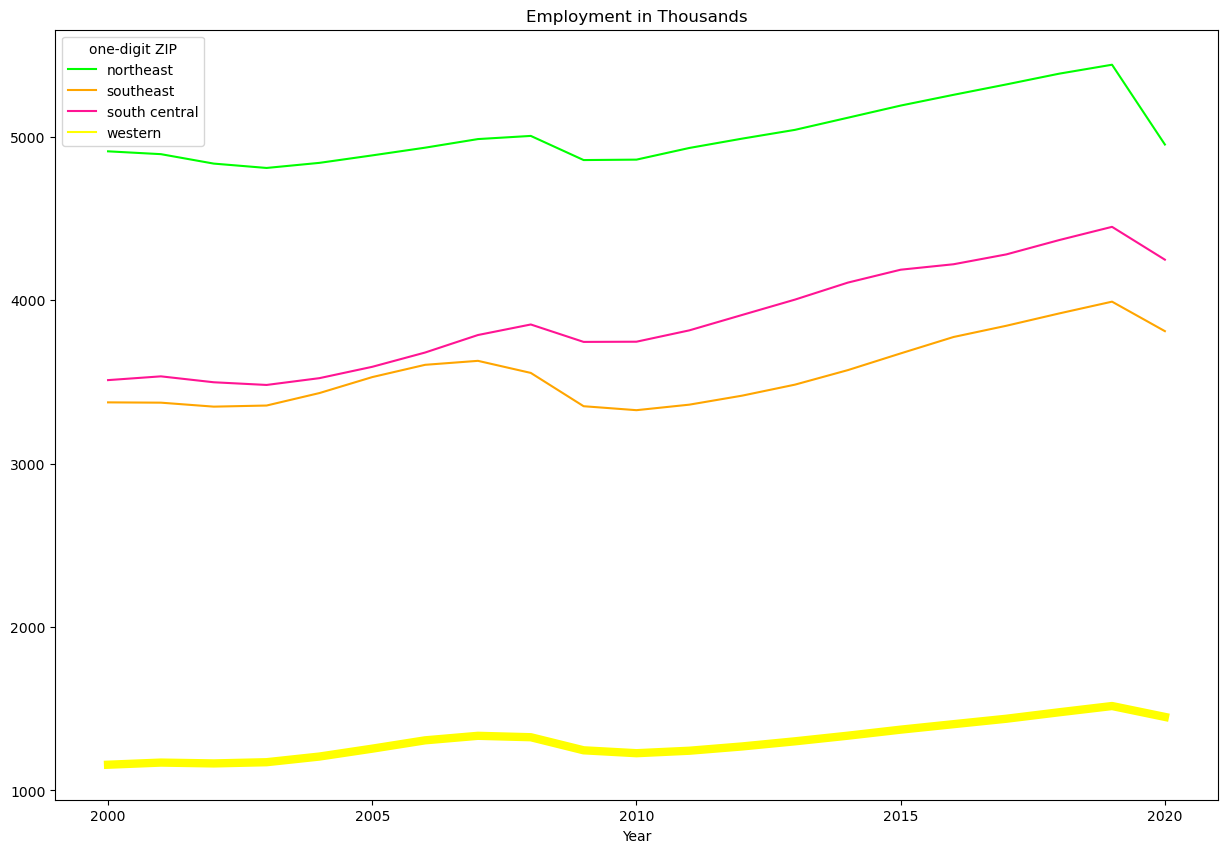 Employment in Thousands
one-digit ZIP
northeast
southeast
south central
western
5000
4000
3000
2000
1000
2000 2005 2010 2015 2020
Year